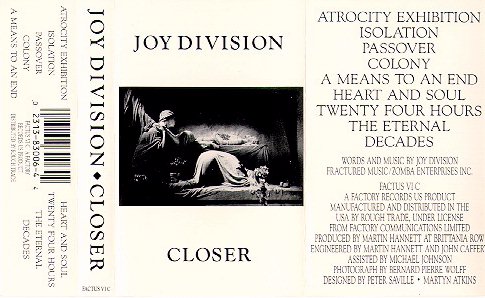 ATROCITY EXHIBITION
ISOLATION
PASSOVER
COLONY
A MEANS TO AN END
HEART AND SOUL
TWENTY FOUR HOURS
THE ETERNAL
DECADES
JOY DIVISION ♦ CLOSER
FACTUS VI C
JOY DIVISION
CLOSER
ATROCITY EXHIBITION
ISOLATION
PASSOVER
COLONY
A MEANS TO AN END
HEART AND SOUL
TWENTY FOUR HOURS
THE ETERNAL
DECADES
WORDS AND MUSIC BY JOY DIVISION
FRACTURED MUSIC/ZOMBA ENTERPRISES INC.
FACTUS VI C
A FACTORY RECORDS US PRODUCT
MANUFACTURED AND DISTRIBUTED IN THE
USA BY ROUGH TRADE, UNDER LICENSE
FROM FACTORY COMMUNICATIONS LIMITED
PRODUCED BY MARTIN HANNETT AT BRITTANIA ROW
ENGINEERED BY MARTIN HANNETT AND JOHN CAFFERY
ASSISTED BY MICHAEL JOHNSON
PHOTOGRAPH BY BERNARD PIERRE WOLFF
DESIGNED BY PETER SAVILLE • MARTYN ATKINS